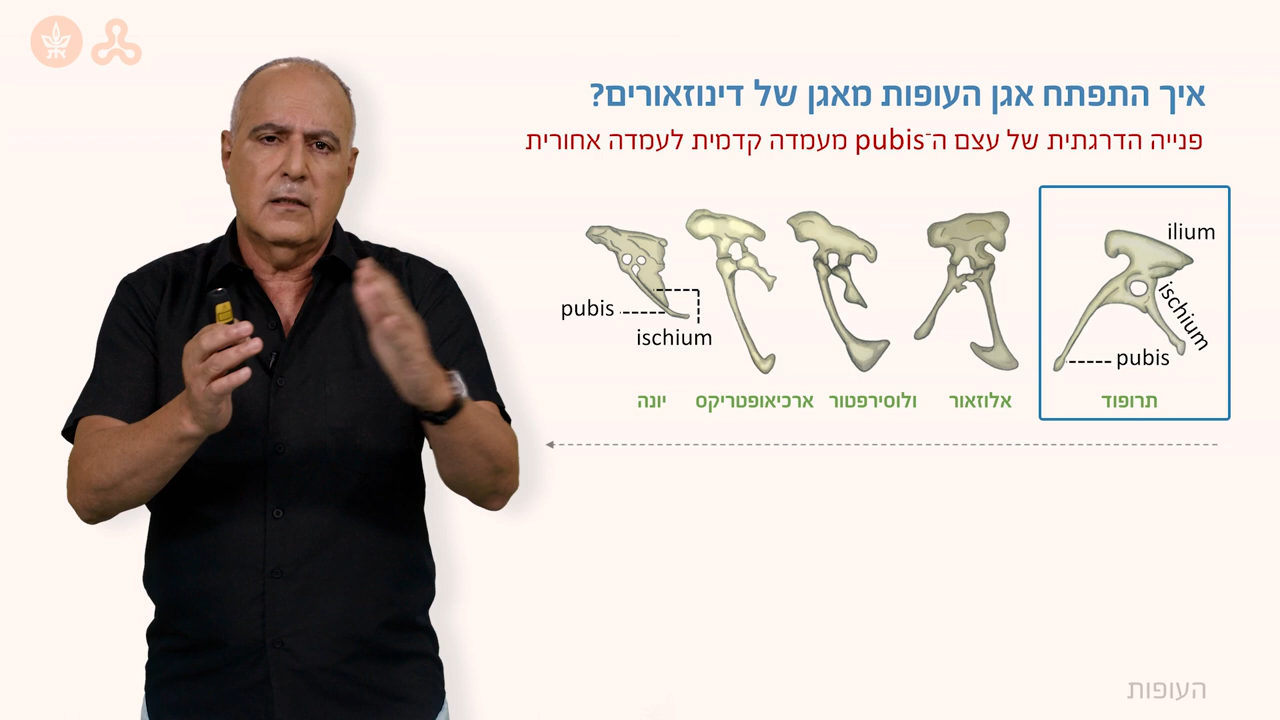 איך התפתח אגן העופות מאגן של דינוזאורים?
פנייה הדרגתית של עצם ה־pubis מעמדה קדמית לעמדה אחורית
ilium
ischium
pubis
pubis
ischium
תרופוד
אלוזאור
ולוסירפטור
ארכיאופטריקס
יונה
העופות